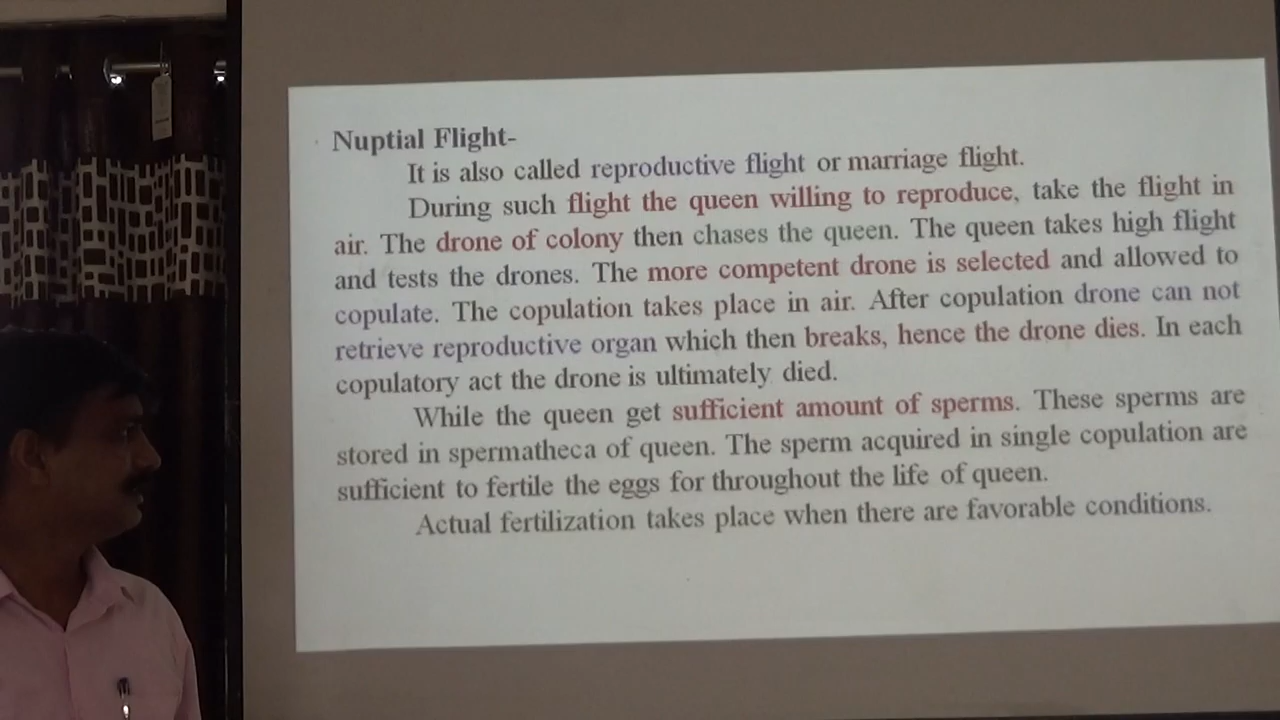 Nuptial Flight-
It is also called reproductive flight or marriage flight.
During such flight the queen willing to reproduce, take the flight in
air. The drone of colony then chases the queen. The queen takes high flight
and tests the drones. The more competent drone is selected and allowed to
copulate. The copulation takes place in air. After copulation drone can not
retrieve reproductive organ which then breaks, hence the drone dies. In each
copulatory act the drone is ultimately died.
While the queen get sufficient amount of sperms. These sperms are
stored in spermatheca of queen. The sperm acquired in single copulation are
sufficient to fertile the eggs for throughout the life of queen.
Actual fertilization takes place when there are favorable conditions.